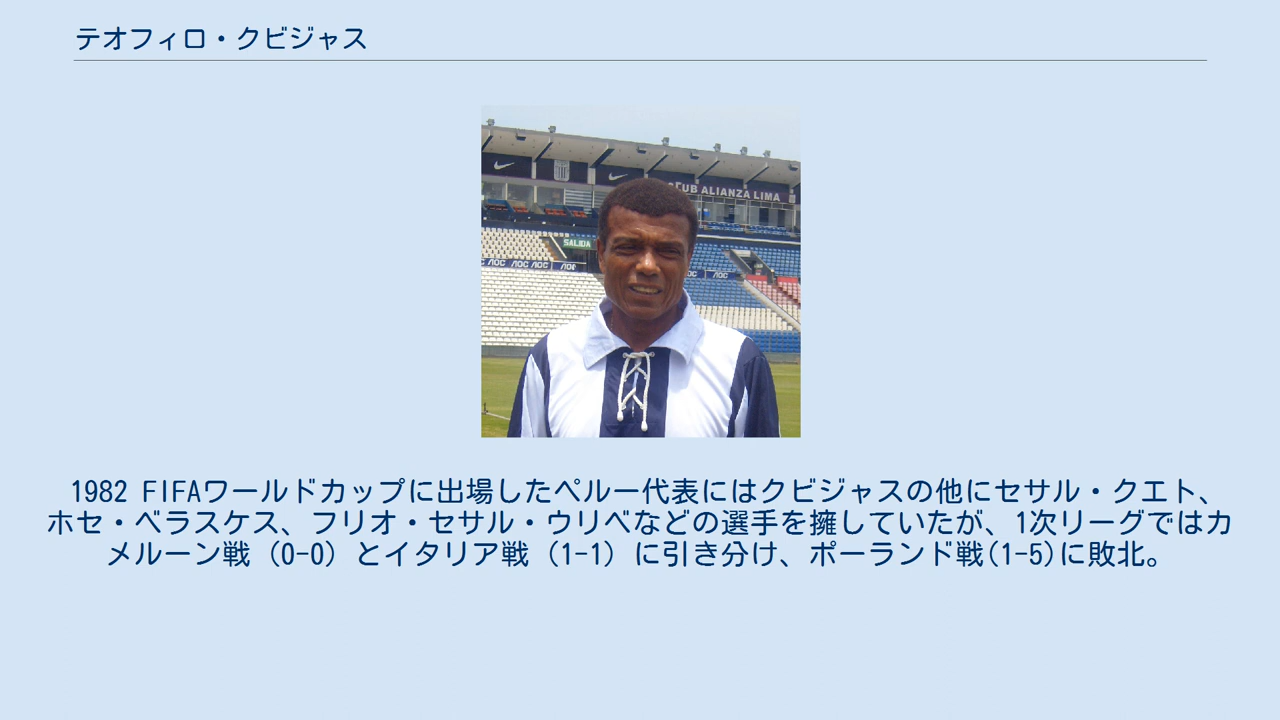 テオフィロ・クビジャス
CLUB ALIANZA LIMA
SALIDA
AOC AOC AOC AOC
AOC AOC
1982 FIFAワールドカップに出場したペルー代表にはクビジャスの他にセサル・クエト、
ホセ・ベラスケス、フリオ・セサル・ウリベなどの選手を擁していたが、1次リーグではカ
メルーン戦（0-0）とイタリア戦（1-1）に引き分け、ポーランド戦(1-5)に敗北。